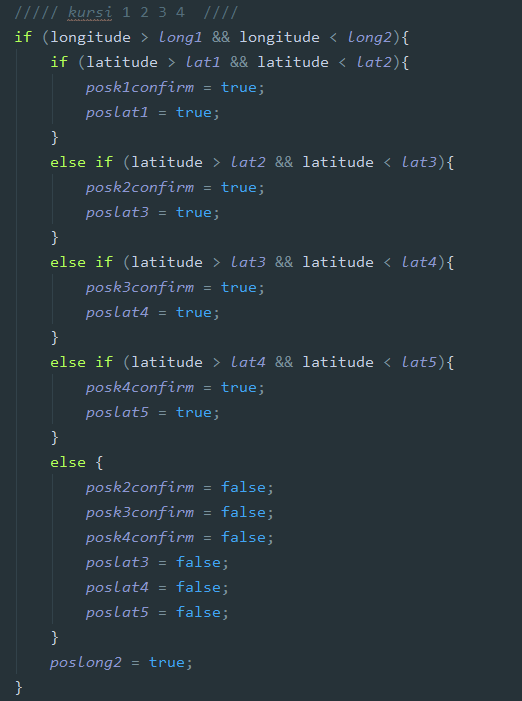 ///// kursi 1 2 3 4  ////
if (longitude > long1 && longitude < long2){
    if (latitude > lat1 && latitude < lat2){
        posk1confirm = true;
        poslat1 = true;
    }
    else if (latitude > lat2 && latitude < lat3){
        posk2confirm = true;
        poslat3 = true;
    }
    else if (latitude > lat3 && latitude < lat4){
        posk3confirm = true;
        poslat4 = true;
    }
    else if (latitude > lat4 && latitude < lat5){
        posk4confirm = true;
        poslat5 = true;
    }
    else {
        posk2confirm = false;
        posk3confirm = false;
        posk4confirm = false;
        poslat3 = false;
        poslat4 = false;
        poslat5 = false;
    }
    poslong2 = true;
}